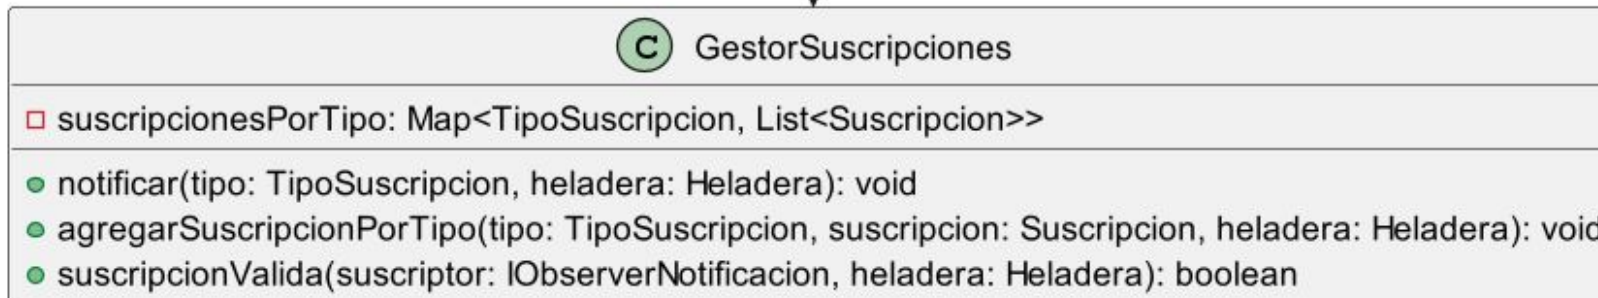 C GestorSuscripciones
suscripcionesPorTipo: Map<TipoSuscripcion, List<Suscripcion>>
notificar(tipo: TipoSuscripcion, heladera: Heladera): void
agregarSuscripcionPorTipo(tipo: TipoSuscripcion, suscripcion: Suscripcion, heladera: Heladera): void
suscripcionValida(suscriptor: IObserverNotificacion, heladera: Heladera): boolean